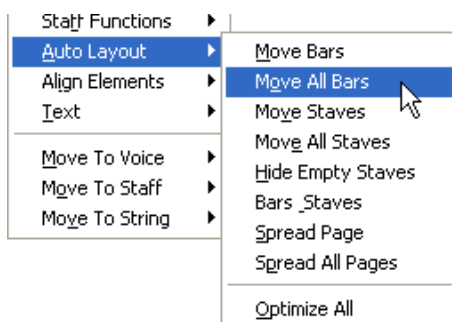 Staff Functions
Auto Layout
Align Elements
Text
Move To Voice
Move To Staff
Move To String
Move Bars
Move All Bars
Move Staves
Move All Staves
Hide Empty Staves
Bars _Staves
Spread Page
Spread All Pages
Optimize All